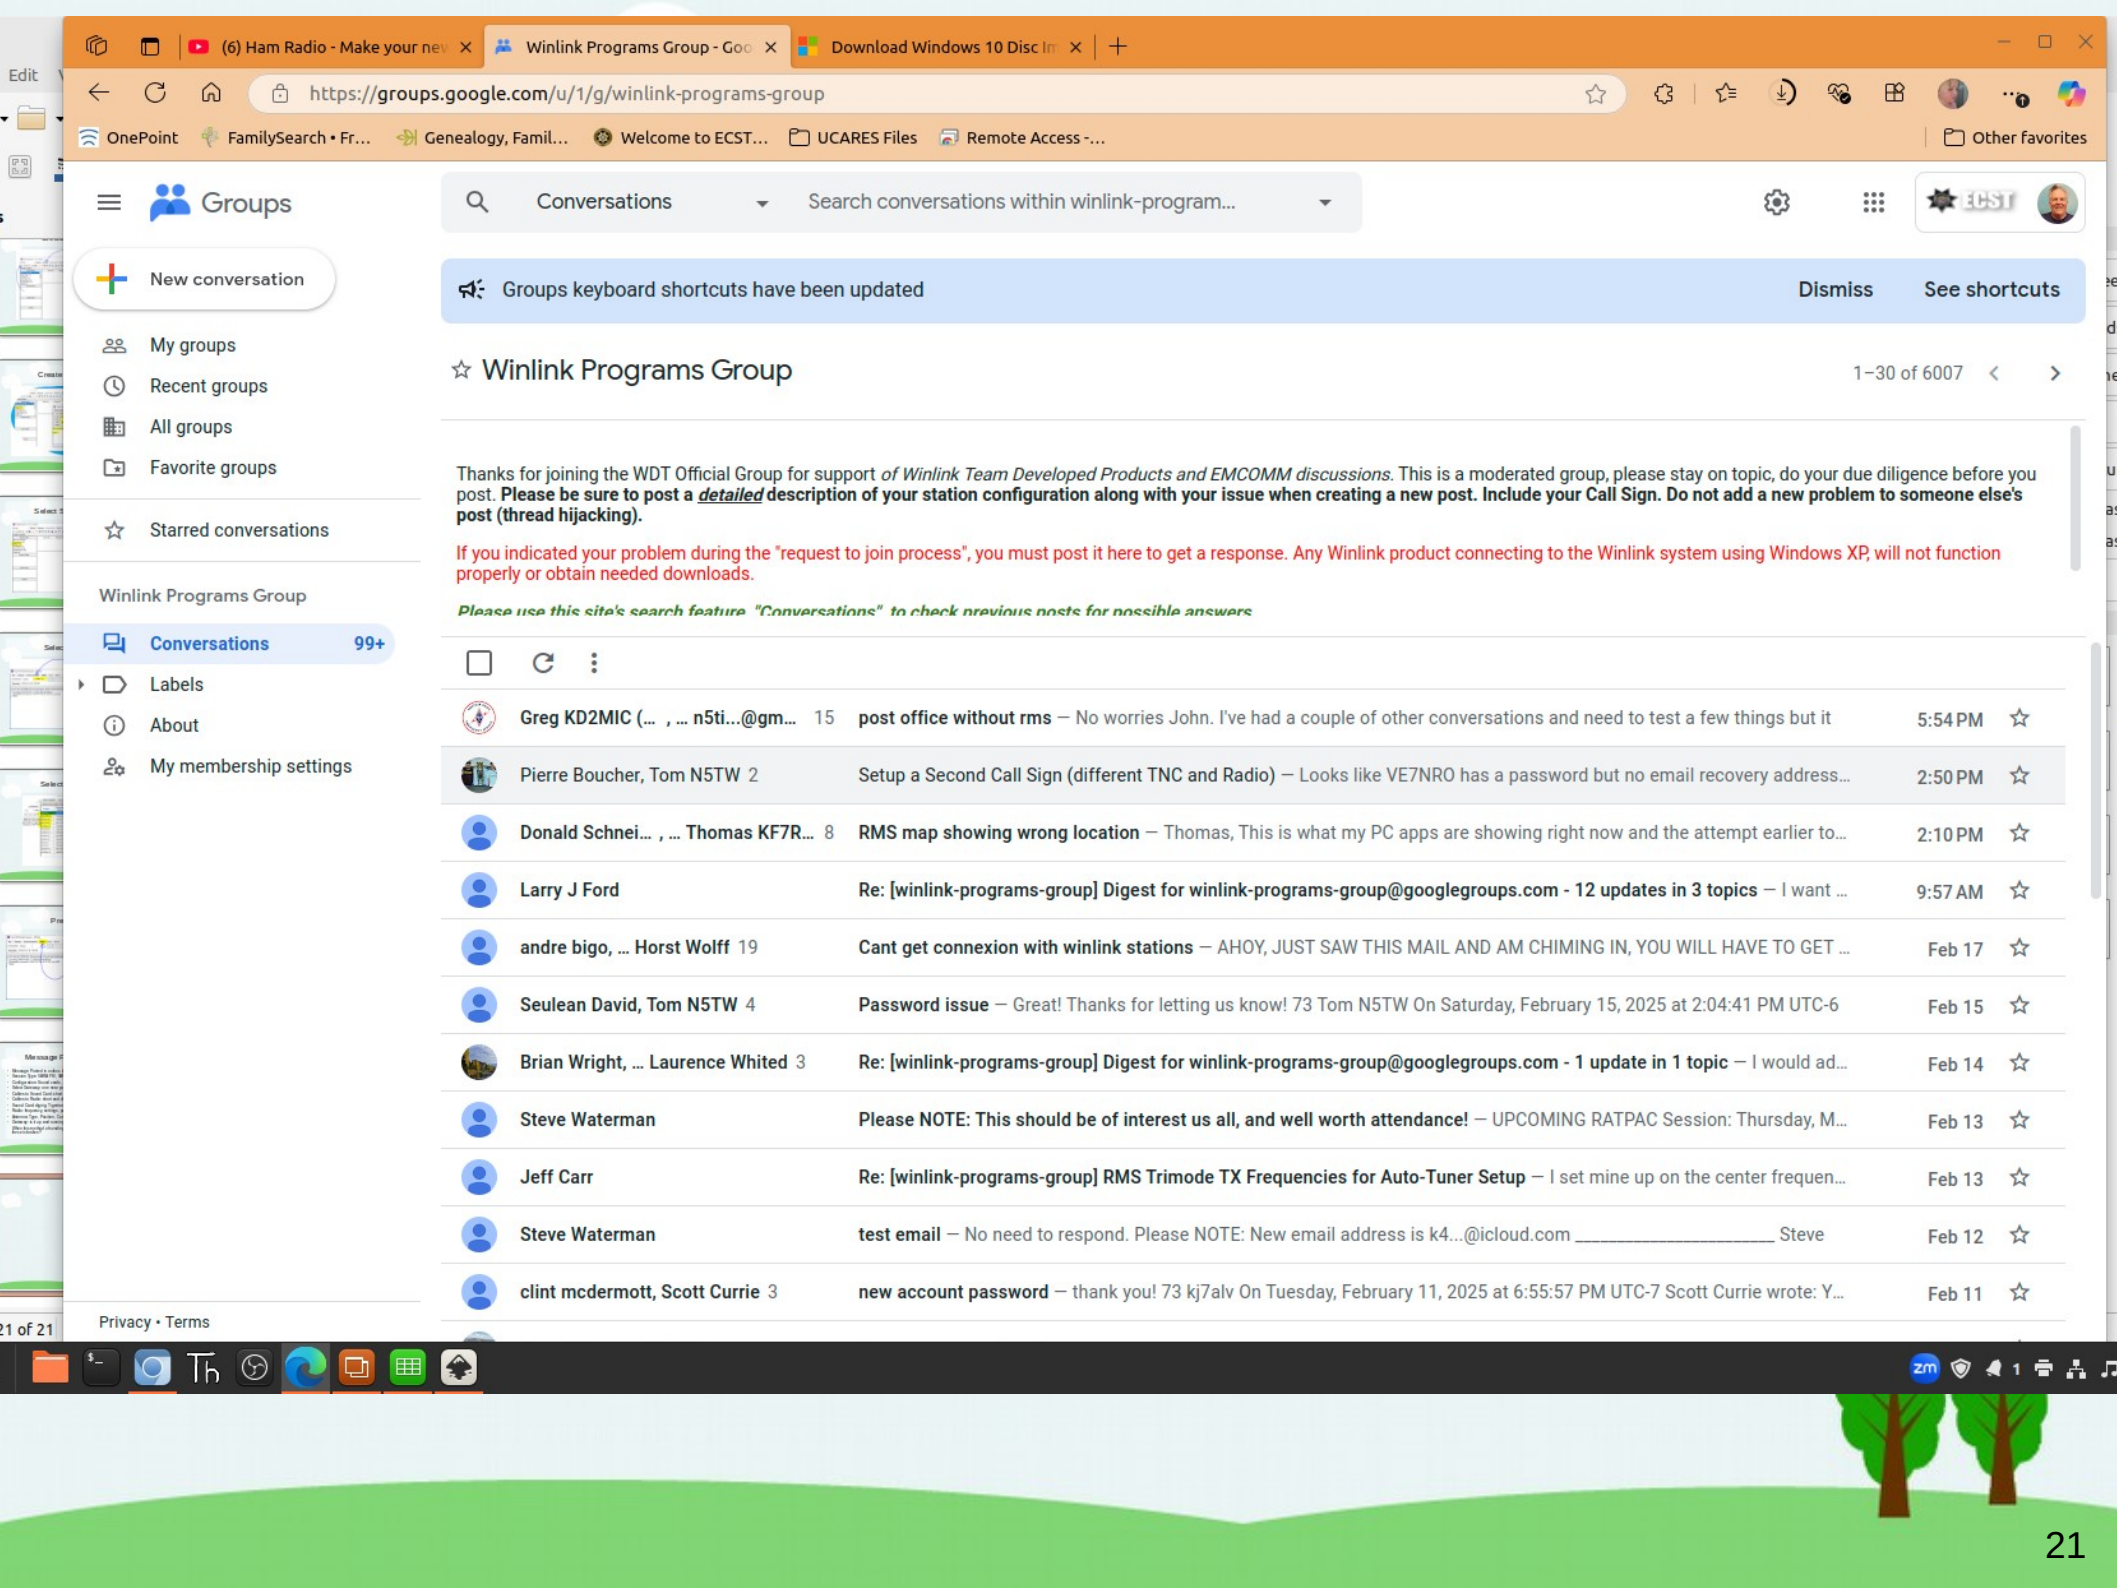 (6) Ham Radio - Make your nev
Winlink Programs Group - Goo
Download Windows 10 Disc Im
Edit
https://groups.google.com/u/1/g/winlink-programs-group
OnePoint
FamilySearch • Fr...
Genealogy, Famil...
Welcome to ECST...
UCARES Files
Remote Access -...
Other favorites
Groups
Conversations
Search conversations within winlink-program...
ECST
New conversation
Groups keyboard shortcuts have been updated
Dismiss
See shortcuts
My groups
Recent groups
All groups
Favorite groups
Starred conversations
Winlink Programs Group
Conversations 99+
Labels
About
My membership settings
Privacy • Terms
Winlink Programs Group
1–30 of 6007
Thanks for joining the WDT Official Group for support of Winlink Team Developed Products and EMCOMM discussions. This is a moderated group, please stay on topic, do your due diligence before you
post. Please be sure to post a detailed description of your station configuration along with your issue when creating a new post. Include your Call Sign. Do not add a new problem to someone else's
post (thread hijacking).
If you indicated your problem during the "request to join process", you must post it here to get a response. Any Winlink product connecting to the Winlink system using Windows XP, will not function
properly or obtain needed downloads.
Please use this site's search feature, "Conversations" to check previous posts for possible answers
Greg KD2MIC (... , ... n5ti...@gm... 15 post office without rms — No worries John. I've had a couple of other conversations and need to test a few things but it 5:54 PM
Pierre Boucher, Tom N5TW 2 Setup a Second Call Sign (different TNC and Radio) — Looks like VE7NRO has a password but no email recovery address... 2:50 PM
Donald Schnei... , ... Thomas KF7R... 8 RMS map showing wrong location — Thomas, This is what my PC apps are showing right now and the attempt earlier to... 2:10 PM
Larry J Ford Re: [winlink-programs-group] Digest for winlink-programs-group@googlegroups.com - 12 updates in 3 topics — I want ... 9:57 AM
andre bigo, ... Horst Wolff 19 Cant get connexion with winlink stations — AHOY, JUST SAW THIS MAIL AND AM CHIMING IN, YOU WILL HAVE TO GET ... Feb 17
Seulean David, Tom N5TW 4 Password issue — Great! Thanks for letting us know! 73 Tom N5TW On Saturday, February 15, 2025 at 2:04:41 PM UTC-6 Feb 15
Brian Wright, ... Laurence Whited 3 Re: [winlink-programs-group] Digest for winlink-programs-group@googlegroups.com - 1 update in 1 topic — I would ad... Feb 14
Steve Waterman Please NOTE: This should be of interest us all, and well worth attendance! — UPCOMING RATPAC Session: Thursday, M... Feb 13
Jeff Carr Re: [winlink-programs-group] RMS Trimode TX Frequencies for Auto-Tuner Setup — I set mine up on the center frequen... Feb 13
Steve Waterman test email — No need to respond. Please NOTE: New email address is k4...@icloud.com ________________________ Steve Feb 12
clint mcdermott, Scott Currie 3 new account password — thank you! 73 kj7alv On Tuesday, February 11, 2025 at 6:55:57 PM UTC-7 Scott Currie wrote: Y... Feb 11
21 of 21
Th
zm
1
21